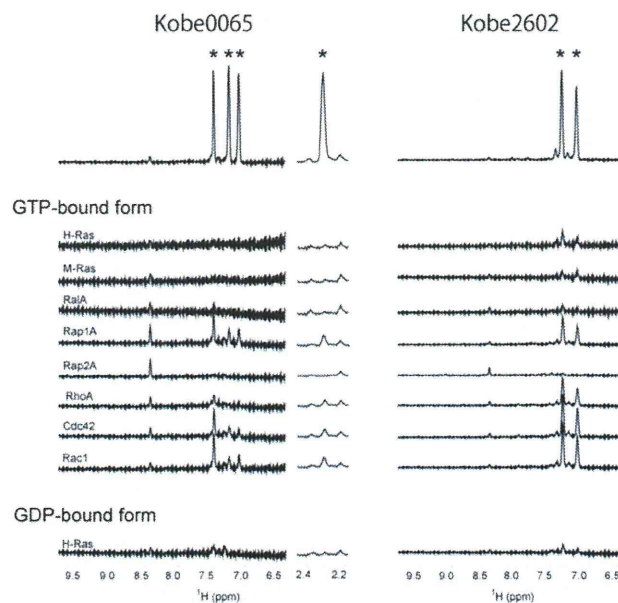 Kobe0065 Kobe2602
* * * * * *
GTP-bound form
H-Ras
M-Ras
RalA
Rap1A
Rap2A
RhoA
Cdc42
Rac1
GDP-bound form
H-Ras
9.5 9.0 8.5 8.0 7.5 7.0 6.5 2.4 2.2 9.5 9.0 8.5 8.0 7.5 7.0 6.5
¹H (ppm) ¹H (ppm)